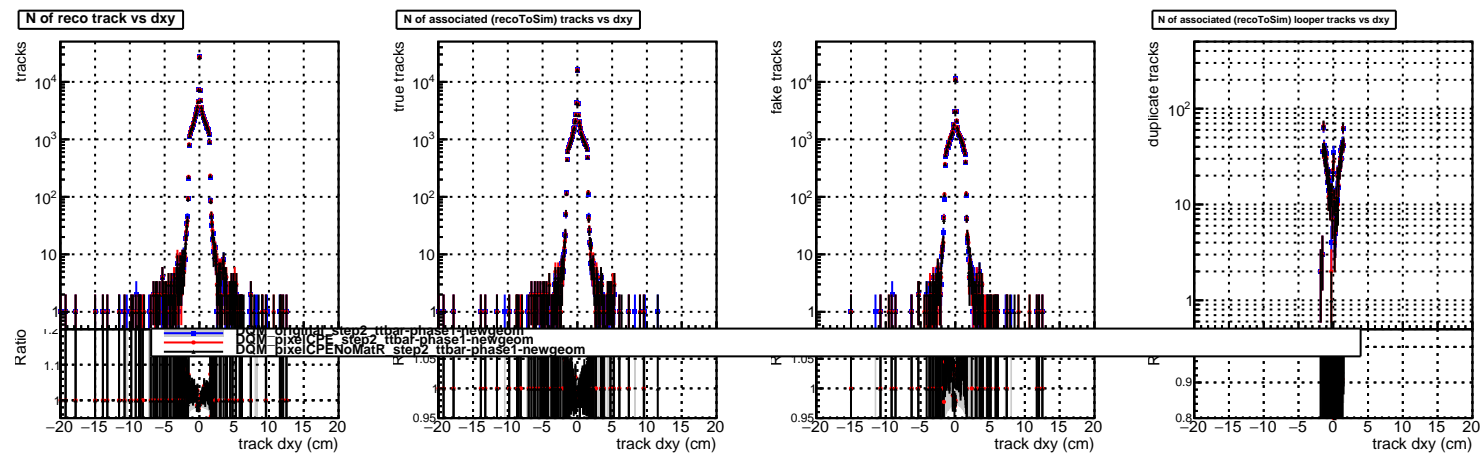 N of reco track vs dxy
N of associated (recoToSim) tracks vs dxy
N of associated (recoToSim) looper tracks vs dxy
tracks
10⁴
10³
10²
10
1
true tracks
10⁴
10³
10²
10
1
fake tracks
10⁴
10³
10²
10
1
duplicate tracks
10²
10
1
DQM_original_step2_ttbar-phase1-newgeom
DQM_pixelCPE_step2_ttbar-phase1-newgeom
DQM_pixelCPENoMatR_step2_ttbar-phase1-newgeom
Ratio
1.1
1
−20 −15 −10 −5 0 5 10 15 20
track dxy (cm)
1.05
1
0.95
−20 −15 −10 −5 0 5 10 15 20
track dxy (cm)
1.05
1
0.95
−20 −15 −10 −5 0 5 10 15 20
track dxy (cm)
0.9
0.8
−20 −15 −10 −5 0 5 10 15 20
track dxy (cm)